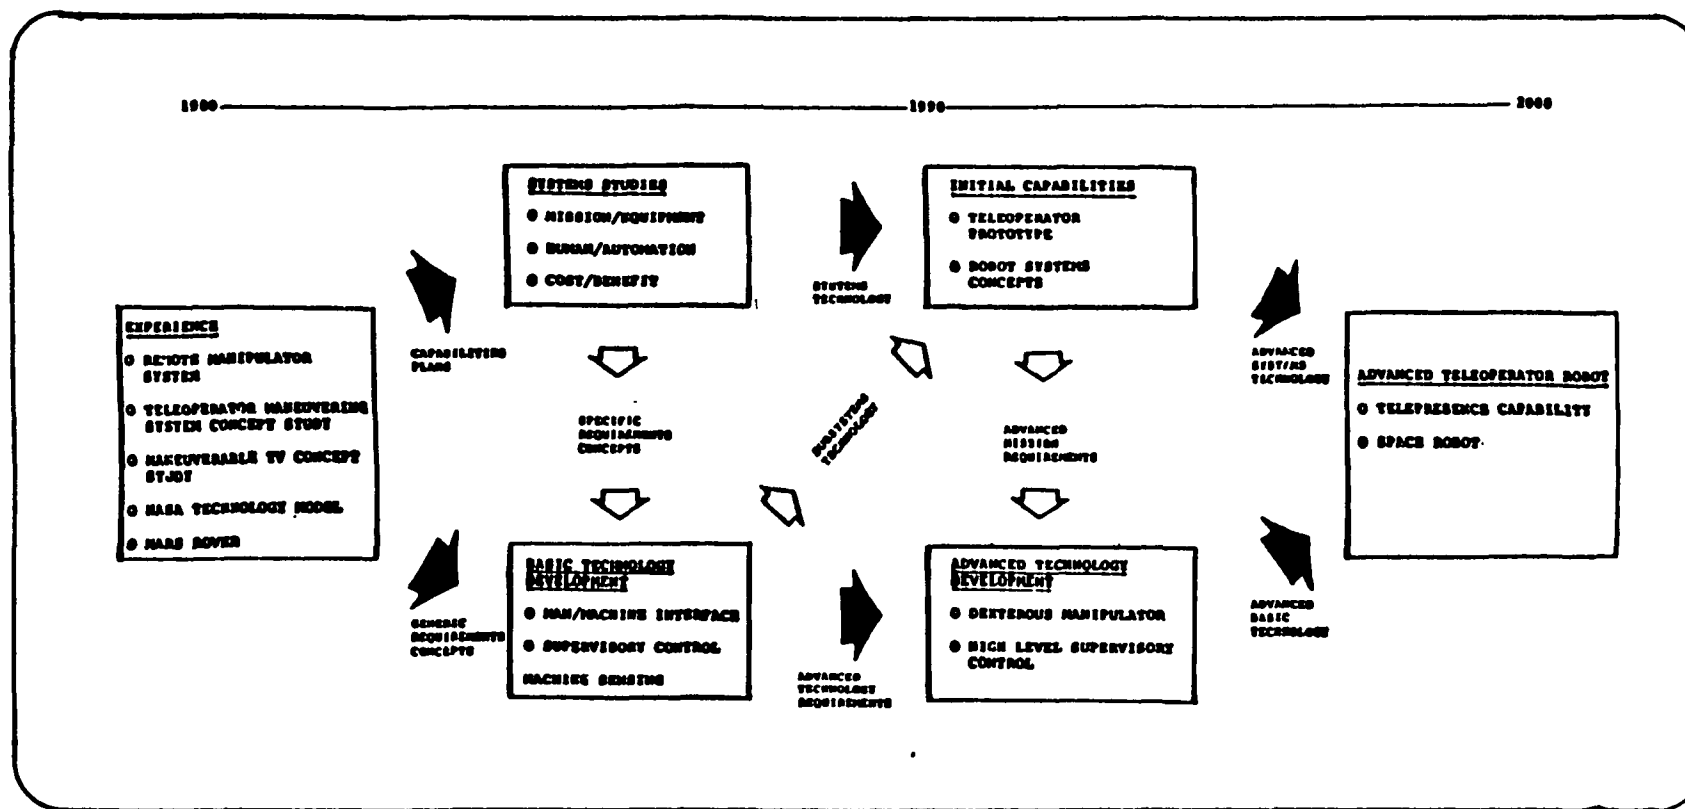 1980
1990
2000
SYSTEMS STUDIES
● MISSION/EQUIPMENT
● HUMAN/AUTOMATION
● COST/BENEFIT
SYSTEMS
TECHNOLOGY
INITIAL CAPABILITIES
● TELEOPERATOR
PROTOTYPE
● ROBOT SYSTEMS
CONCEPTS
EXPERIENCE
● REMOTE MANIPULATOR
SYSTEM
● TELEOPERATOR MANEUVERING
SYSTEM CONCEPT STUDY
● MANEUVERABLE TV CONCEPT
STUDY
● NASA TECHNOLOGY MODEL
● MARS ROVER
CAPABILITIES
PLANS
SPECIFIC
REQUIREMENTS
CONCEPTS
SUBSYSTEMS
TECHNOLOGY
ADVANCED
MISSION
REQUIREMENTS
ADVANCED
SYSTEMS
TECHNOLOGY
ADVANCED TELEOPERATOR ROBOT
● TELEPRESENCE CAPABILITY
● SPACE ROBOT
GENERIC
REQUIREMENTS
CONCEPTS
BASIC TECHNOLOGY
DEVELOPMENT
● MAN/MACHINE INTERFACE
● SUPERVISORY CONTROL
MACHINE SENSING
ADVANCED
TECHNOLOGY
REQUIREMENTS
ADVANCED TECHNOLOGY
DEVELOPMENT
● DEXTEROUS MANIPULATOR
● HIGH LEVEL SUPERVISORY
CONTROL
ADVANCED
BASIC
TECHNOLOGY